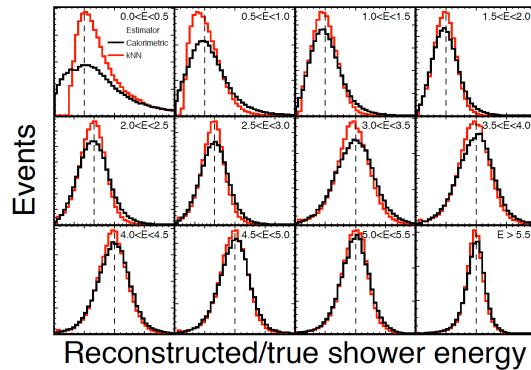 0.0<E<0.5
Estimator
Calorimetric
kNN
0.5<E<1.0
1.0<E<1.5
1.5<E<2.0
2.0<E<2.5
2.5<E<3.0
3.0<E<3.5
3.5<E<4.0
4.0<E<4.5
4.5<E<5.0
5.0<E<5.5
E > 5.5
Events
Reconstructed/true shower energy